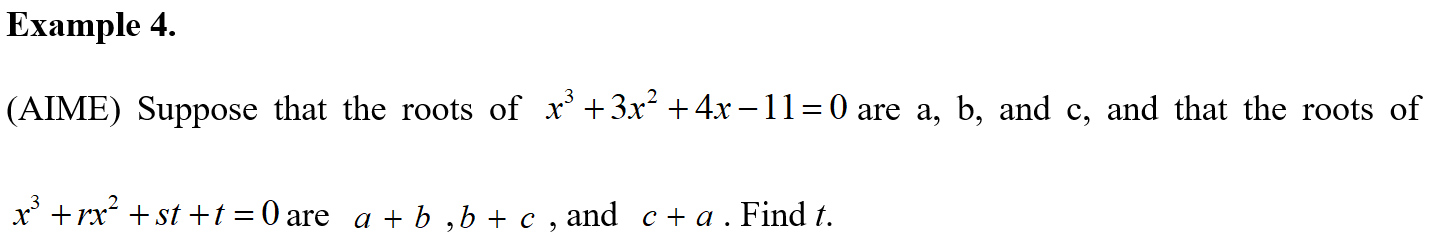 Example 4.
(AIME) Suppose that the roots of x³ + 3x² + 4x − 11 = 0 are a, b, and c, and that the roots of
x³ + rx² + st + t = 0 are a + b , b + c , and c + a . Find t.